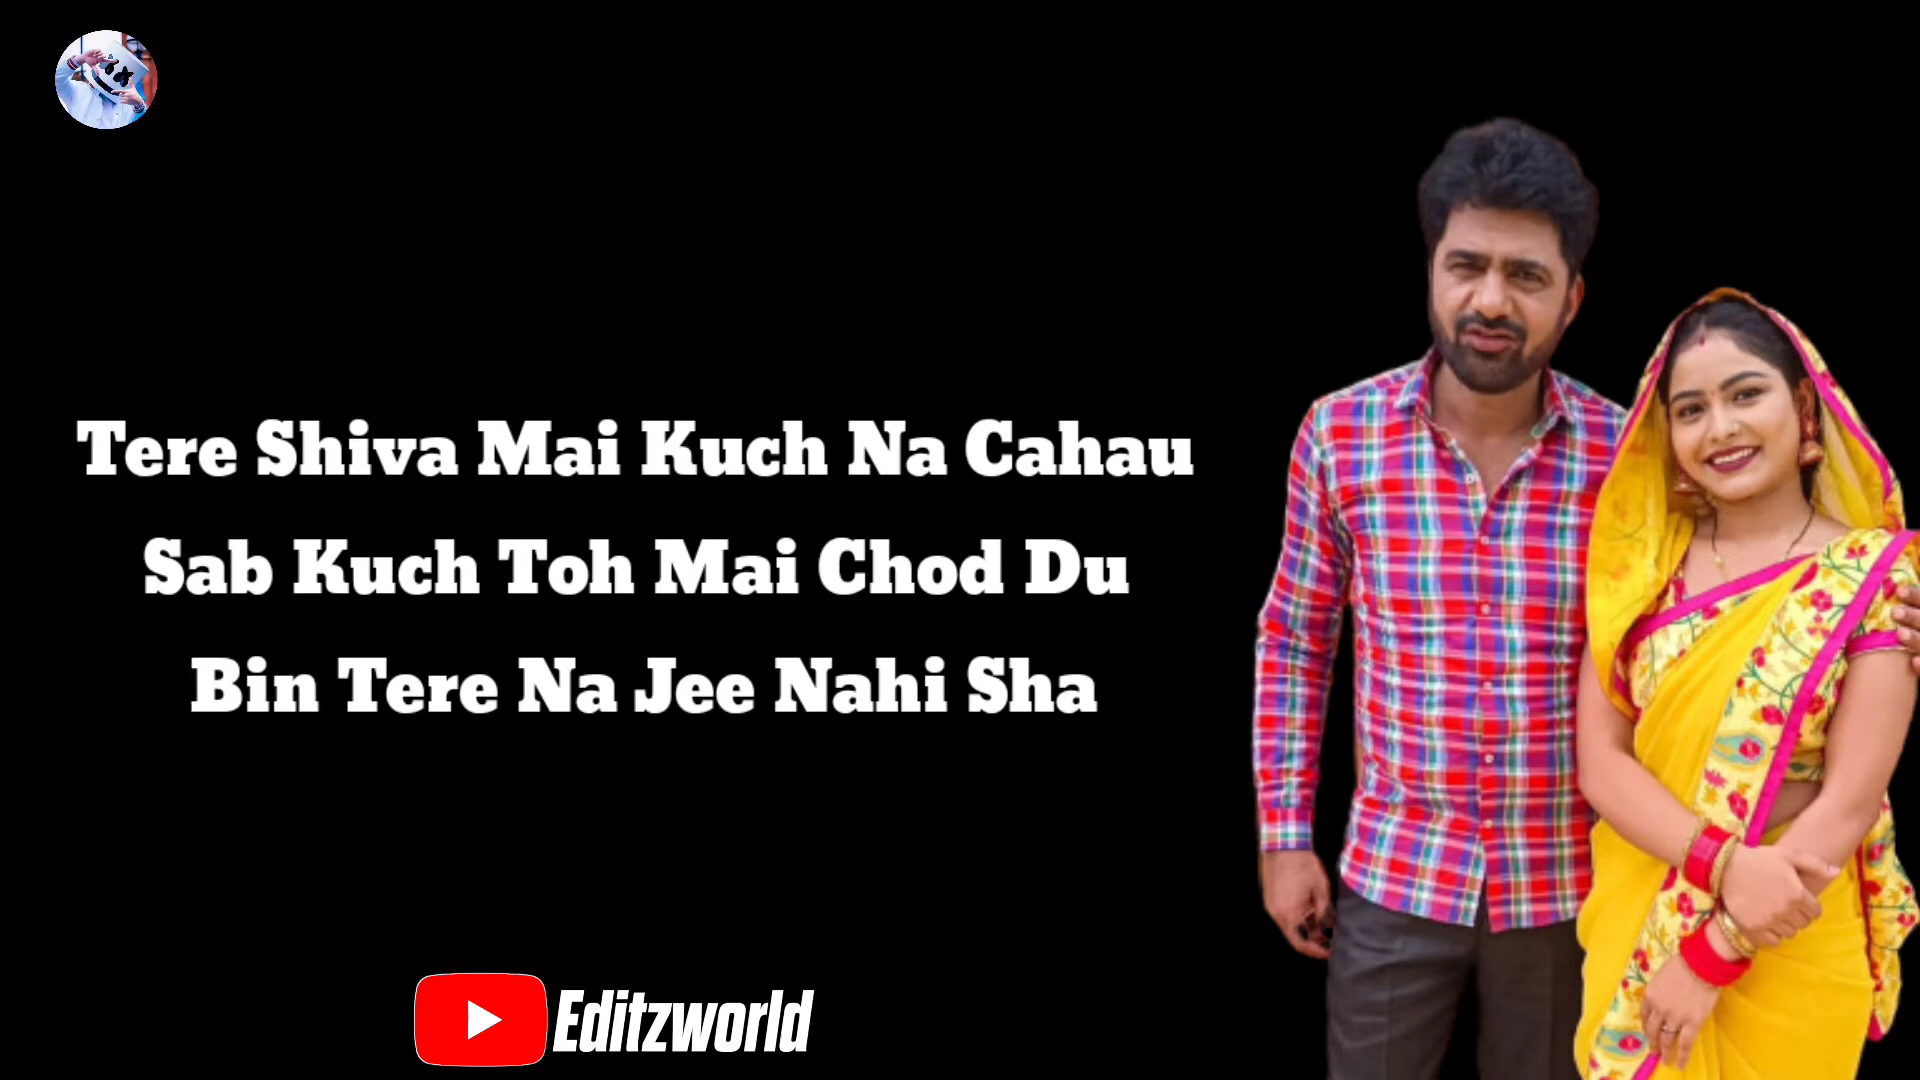 Tere Shiva Mai Kuch Na Cahau
Sab Kuch Toh Mai Chod Du
Bin Tere Na Jee Nahi Sha
Editzworld